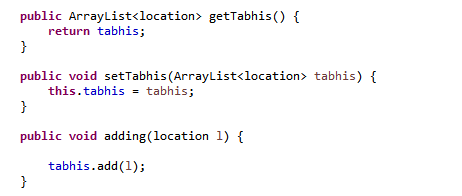 public ArrayList<location> getTabhis() {
    return tabhis;
}
public void setTabhis(ArrayList<location> tabhis) {
    this.tabhis = tabhis;
}
public void adding(location l) {
    tabhis.add(l);
}